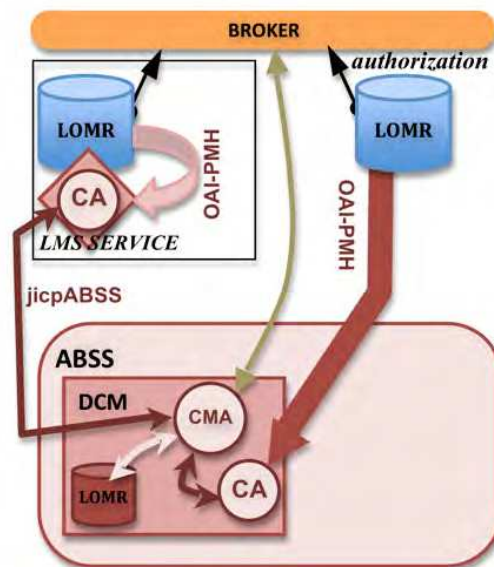 BROKER
authorization
LOMR
LOMR
OAI-PMH
CA
LMS SERVICE
OAI-PMH
jicpABSS
ABSS
DCM
CMA
LOMR
CA